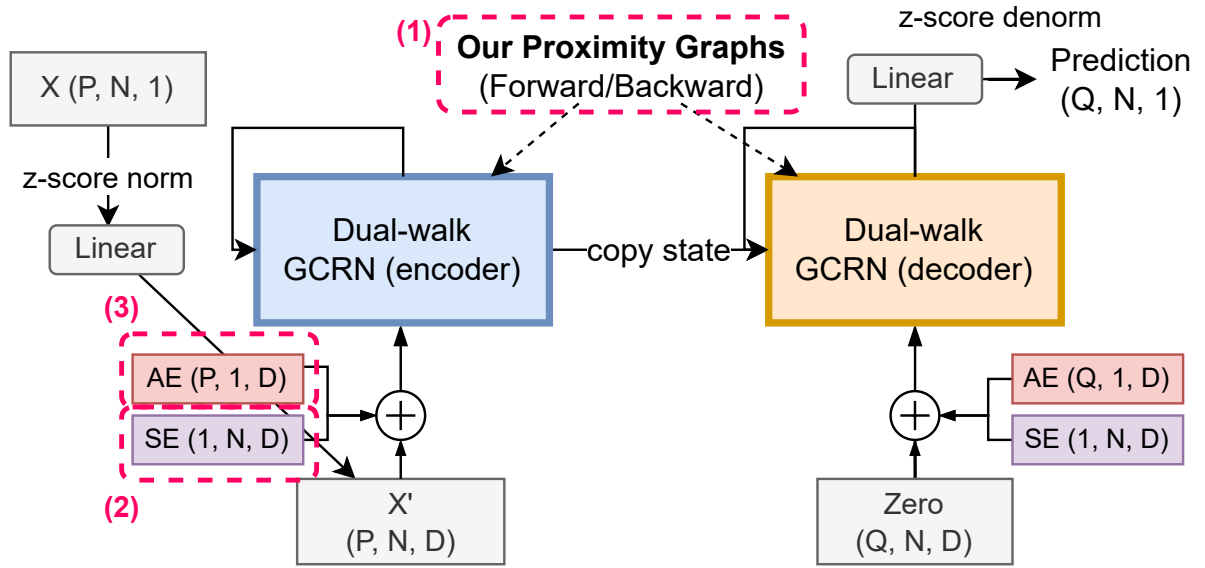 (1)
Our Proximity Graphs
(Forward/Backward)
z-score denorm
X (P, N, 1)
Linear
Prediction
(Q, N, 1)
z-score norm
Linear
Dual-walk
GCRN (encoder)
copy state
Dual-walk
GCRN (decoder)
(3)
AE (P, 1, D)
SE (1, N, D)
(2)
+
X'
(P, N, D)
+
AE (Q, 1, D)
SE (1, N, D)
Zero
(Q, N, D)